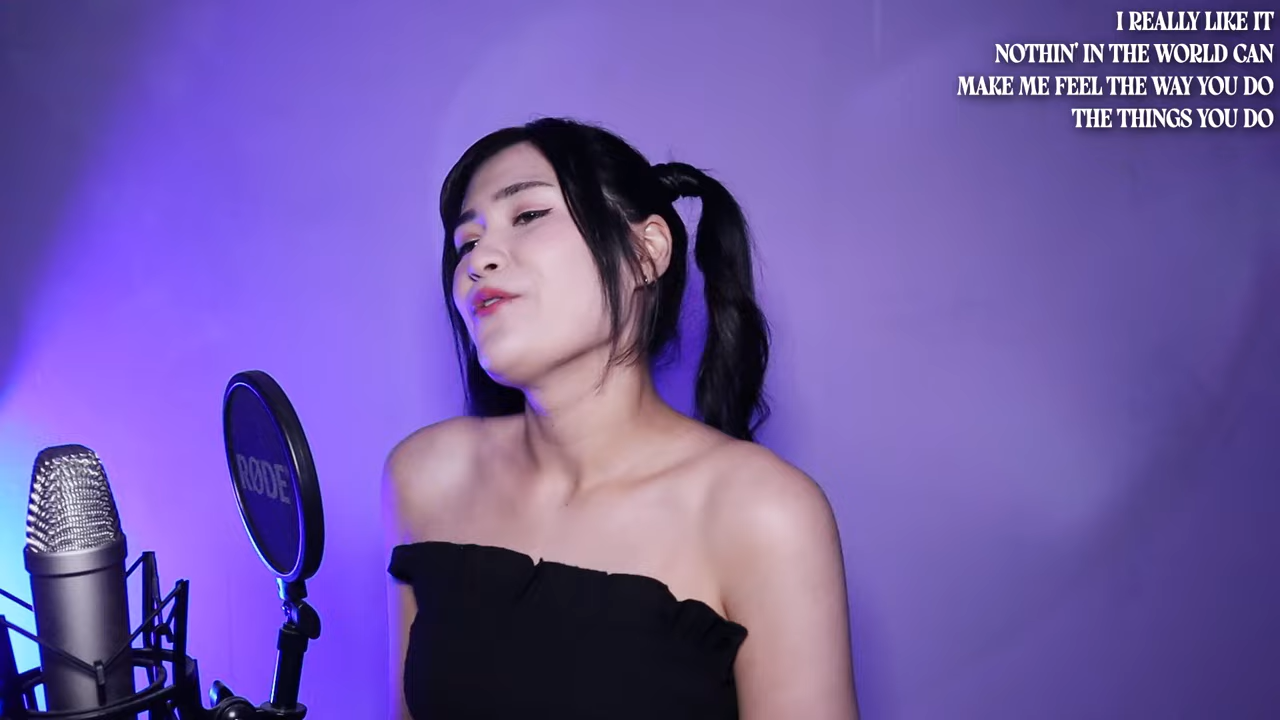 I REALLY LIKE IT
NOTHIN' IN THE WORLD CAN
MAKE ME FEEL THE WAY YOU DO
THE THINGS YOU DO
RØDE